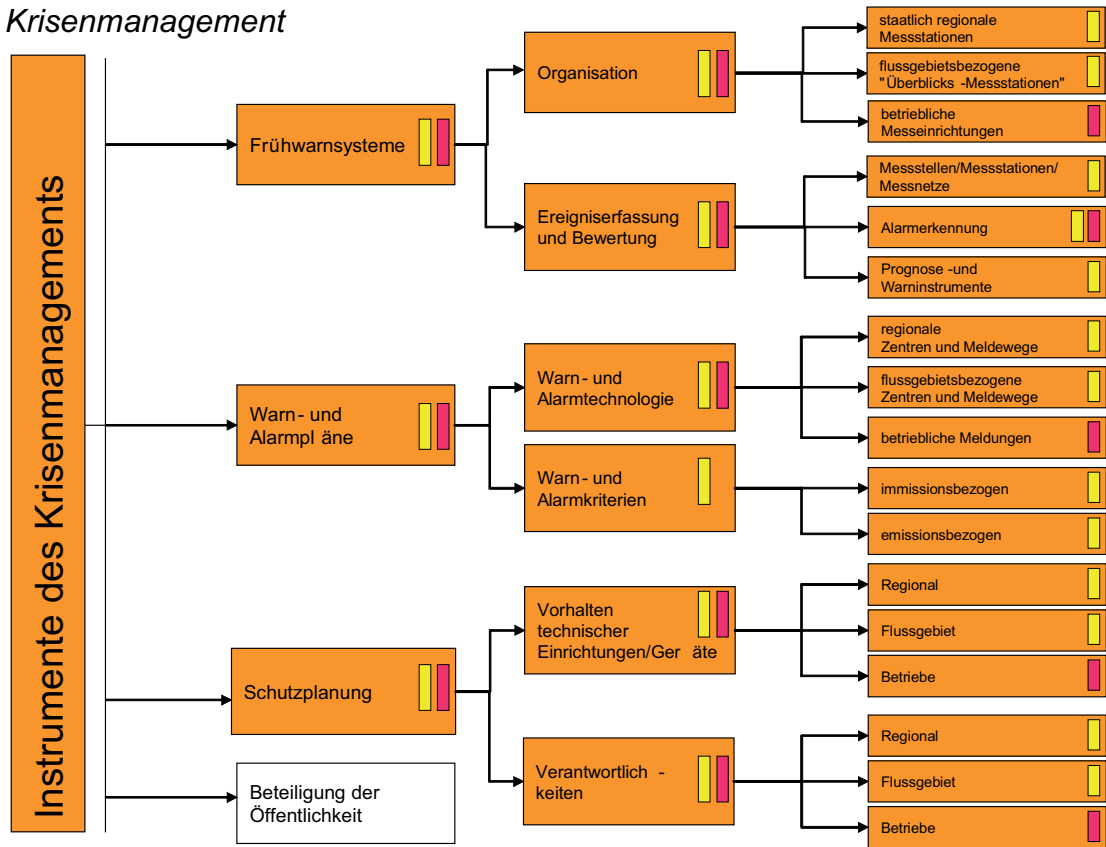 Krisenmanagement
Instrumente des Krisenmanagements
Frühwarnsysteme
Organisation
staatlich regionale
Messstationen
flussgebietsbezogene
"Überblicks -Messstationen"
betriebliche
Messeinrichtungen
Ereigniserfassung
und Bewertung
Messstellen/Messstationen/
Messnetze
Alarmerkennung
Prognose -und
Warninstrumente
Warn- und
Alarmpl äne
Warn- und
Alarmtechnologie
regionale
Zentren und Meldewege
flussgebietsbezogene
Zentren und Meldewege
betriebliche Meldungen
Warn- und
Alarmkriterien
immissionsbezogen
emissionsbezogen
Schutzplanung
Vorhalten
technischer
Einrichtungen/Ger äte
Regional
Flussgebiet
Betriebe
Verantwortlich -
keiten
Regional
Flussgebiet
Betriebe
Beteiligung der
Öffentlichkeit